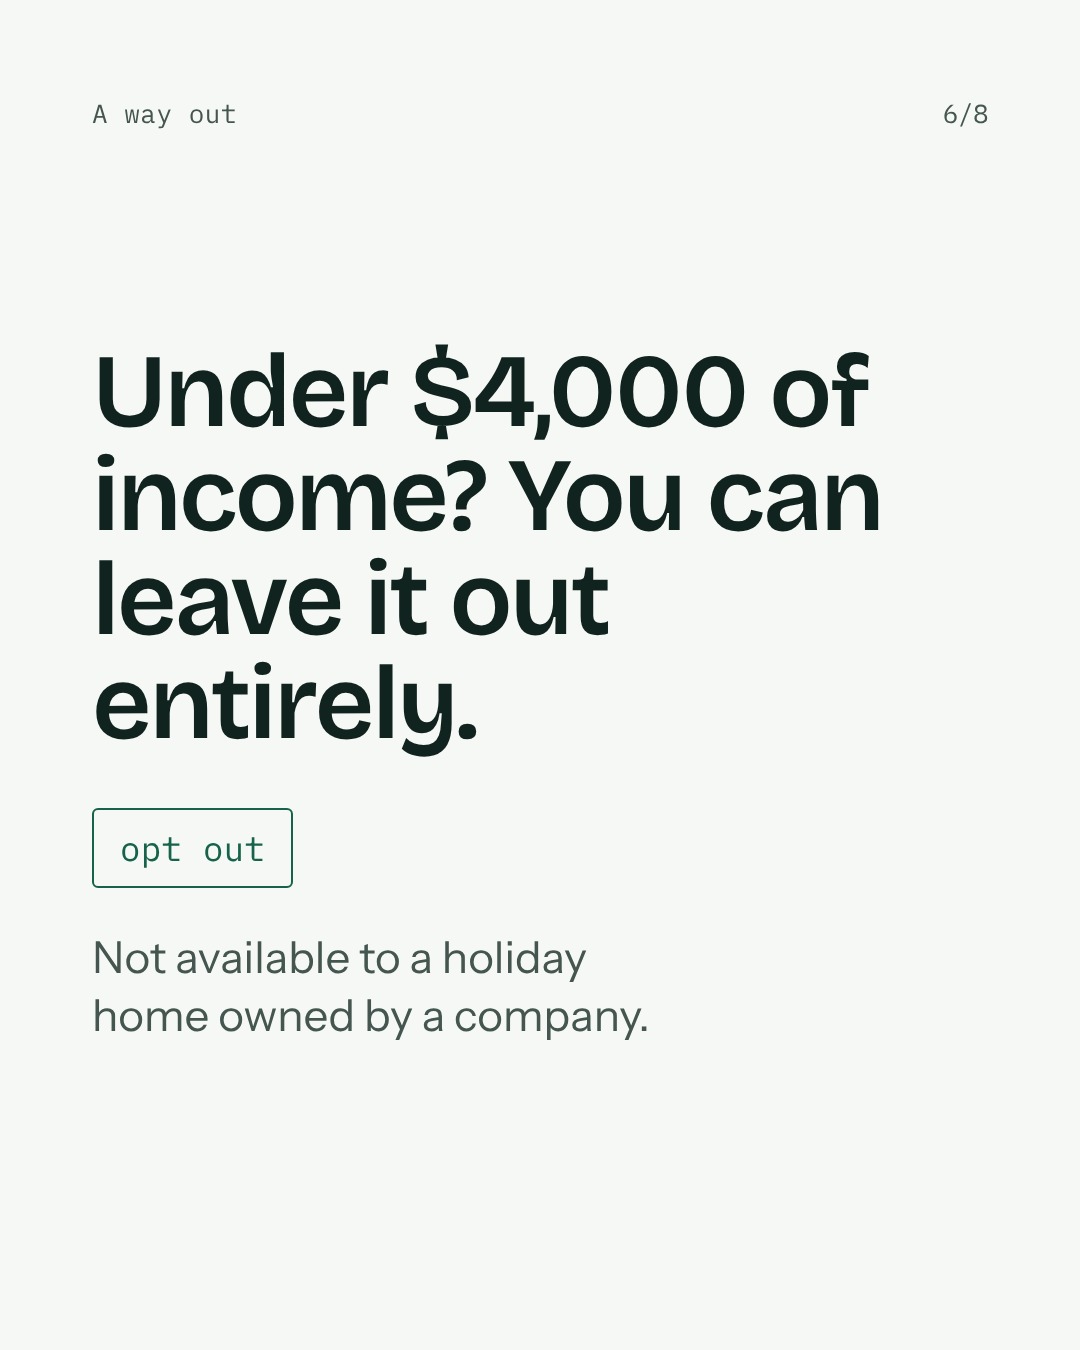 A way out
6/8
Under $4,000 of
income? You can
leave it out
entirely.
opt out
Not available to a holiday
home owned by a company.